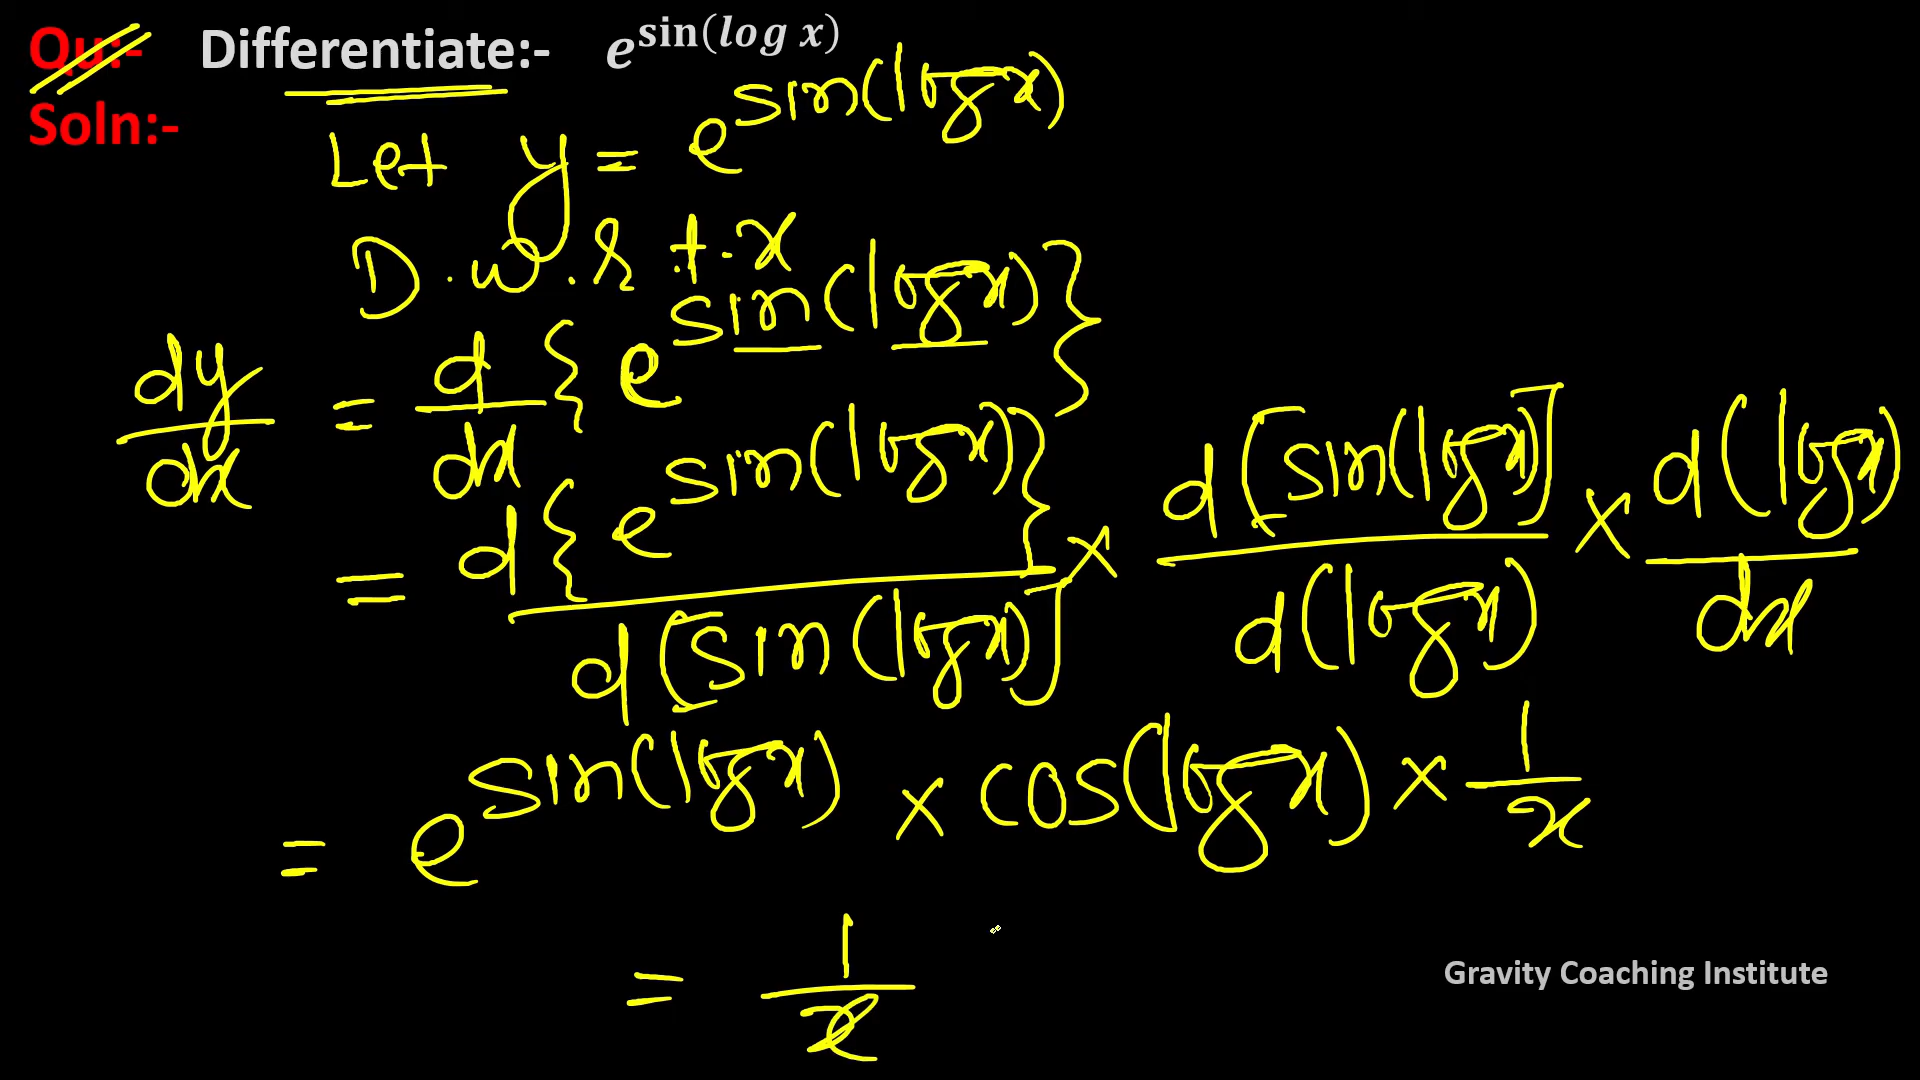 Qu:- Differentiate:- e^sin(log x)
Soln:-
Let y = e^sin(log x)
D.w.r.t.x
dy/dx = d/dx { e^sin(log x) }
= d{ e^sin(log x) }/d[sin(log x)] × d[sin(log x)]/d(log x) × d(log x)/dx
= e^sin(log x) × cos(log x) × 1/x
= 1/x
Gravity Coaching Institute